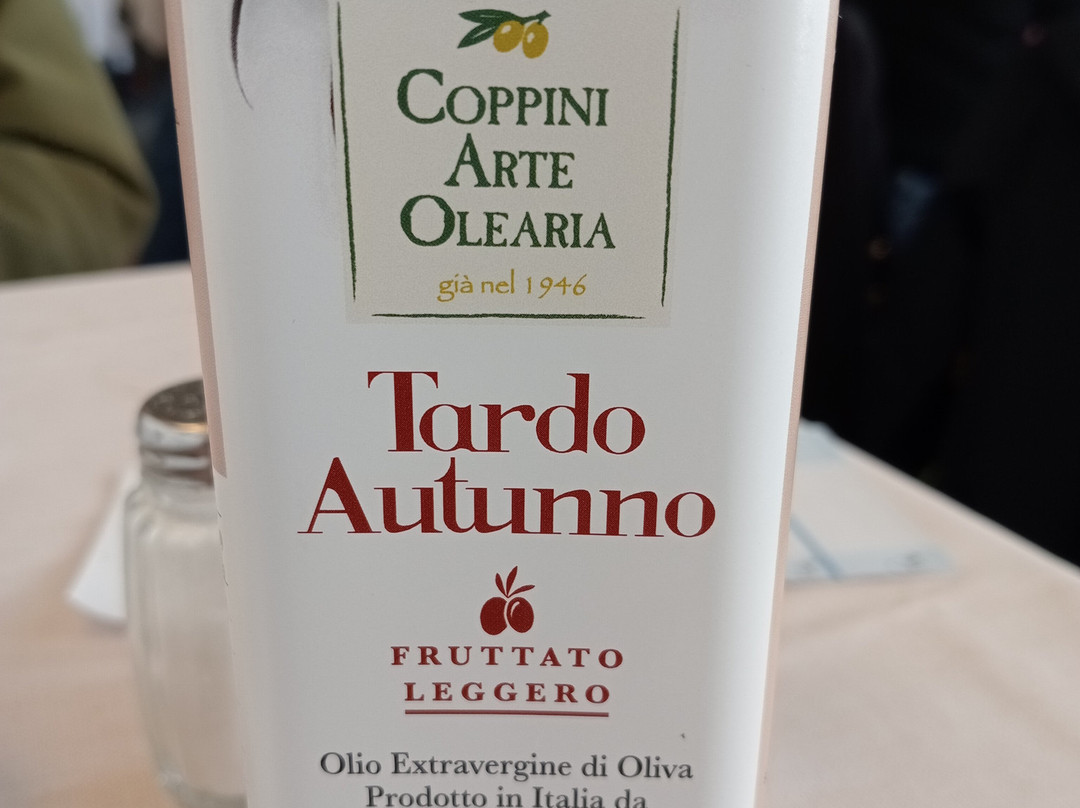 COPPINI
ARTE
OLEARIA
già nel 1946
Tardo
Autunno
FRUTTATO
LEGGERO
Olio Extravergine di Oliva
Prodotto in Italia da